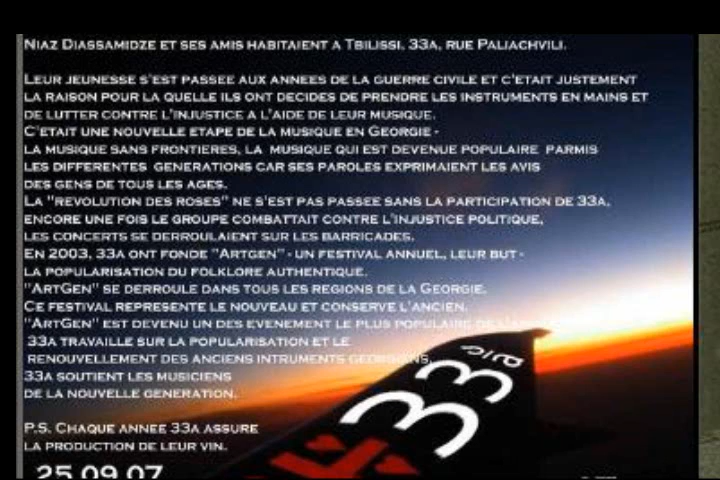 NIAZ DIASSAMIDZE ET SES AMIS HABITAIENT A TBILISSI, 33A, RUE PALIACHVILI.
LEUR JEUNESSE S'EST PASSEE AUX ANNEES DE LA GUERRE CIVILE ET C'ETAIT JUSTEMENT
LA RAISON POUR LA QUELLE ILS ONT DECIDES DE PRENDRE LES INSTRUMENTS EN MAINS ET
DE LUTTER CONTRE L'INJUSTICE A L'AIDE DE LEUR MUSIQUE.
C'ETAIT UNE NOUVELLE ETAPE DE LA MUSIQUE EN GEORGIE -
LA MUSIQUE SANS FRONTIERES, LA MUSIQUE QUI EST DEVENUE POPULAIRE PARMIS
LES DIFFERENTES GENERATIONS CAR SES PAROLES EXPRIMAIENT LES AVIS
DES GENS DE TOUS LES AGES.
LA "REVOLUTION DES ROSES" NE S'EST PAS PASSEE SANS LA PARTICIPATION DE 33A,
ENCORE UNE FOIS LE GROUPE COMBATTAIT CONTRE L'INJUSTICE POLITIQUE,
LES CONCERTS SE DERROULAIENT SUR LES BARRICADES.
EN 2003, 33A ONT FONDE "ARTGEN" - UN FESTIVAL ANNUEL, LEUR BUT -
LA POPULARISATION DU FOLKLORE AUTHENTIQUE.
"ARTGEN" SE DERROULE DANS TOUS LES REGIONS DE LA GEORGIE.
CE FESTIVAL REPRESENTE LE NOUVEAU ET CONSERVE L'ANCIEN.
"ARTGEN" EST DEVENU UN DES EVENEMENT LE PLUS POPULAIRE
33A TRAVAILLE SUR LA POPULARISATION ET LE
RENOUVELLEMENT DES ANCIENS INTRUMENTS GEORGIENS,
33A SOUTIENT LES MUSICIENS
DE LA NOUVELLE GENERATION.
P.S. CHAQUE ANNEE 33A ASSURE
LA PRODUCTION DE LEUR VIN.
25.09.07
33